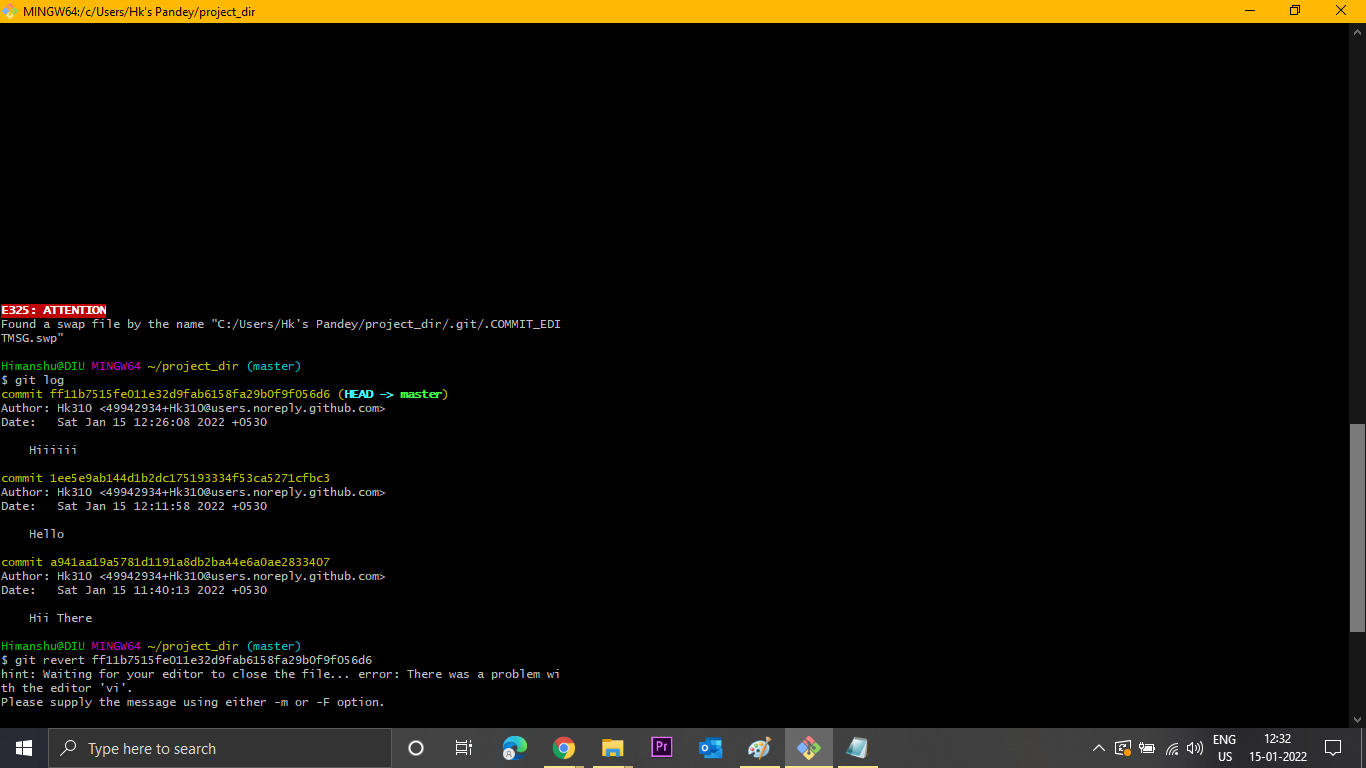 MINGW64:/c/Users/Hk's Pandey/project_dir
E325: ATTENTION
Found a swap file by the name "C:/Users/Hk's Pandey/project_dir/.git/.COMMIT_EDI
TMSG.swp"
Himanshu@DIU MINGW64 ~/project_dir (master)
$ git log
commit ff11b7515fe011e32d9fab6158fa29b0f9f056d6 (HEAD -> master)
Author: Hk310 <49942934+Hk310@users.noreply.github.com>
Date:   Sat Jan 15 12:26:08 2022 +0530
Hiiiiii
commit 1ee5e9ab144d1b2dc175193334f53ca5271cfbc3
Author: Hk310 <49942934+Hk310@users.noreply.github.com>
Date:   Sat Jan 15 12:11:58 2022 +0530
Hello
commit a941aa19a5781d1191a8db2ba44e6a0ae2833407
Author: Hk310 <49942934+Hk310@users.noreply.github.com>
Date:   Sat Jan 15 11:40:13 2022 +0530
Hii There
Himanshu@DIU MINGW64 ~/project_dir (master)
$ git revert ff11b7515fe011e32d9fab6158fa29b0f9f056d6
hint: Waiting for your editor to close the file... error: There was a problem wi
th the editor 'vi'.
Please supply the message using either -m or -F option.
Type here to search
Pr
ENG
US
12:32
15-01-2022